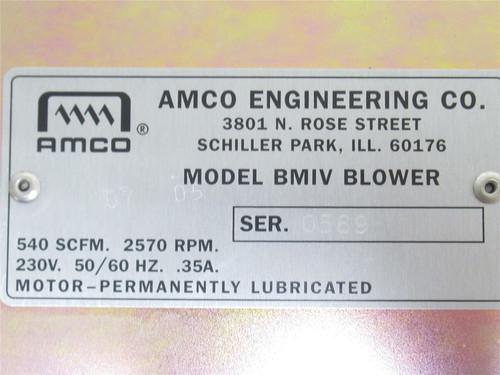 AMCO ENGINEERING CO.
3801 N. ROSE STREET
SCHILLER PARK, ILL. 60176
AMCO®
MODEL BMIV BLOWER
SER. 0569
540 SCFM. 2570 RPM.
230V. 50/60 HZ. .35A.
MOTOR–PERMANENTLY LUBRICATED